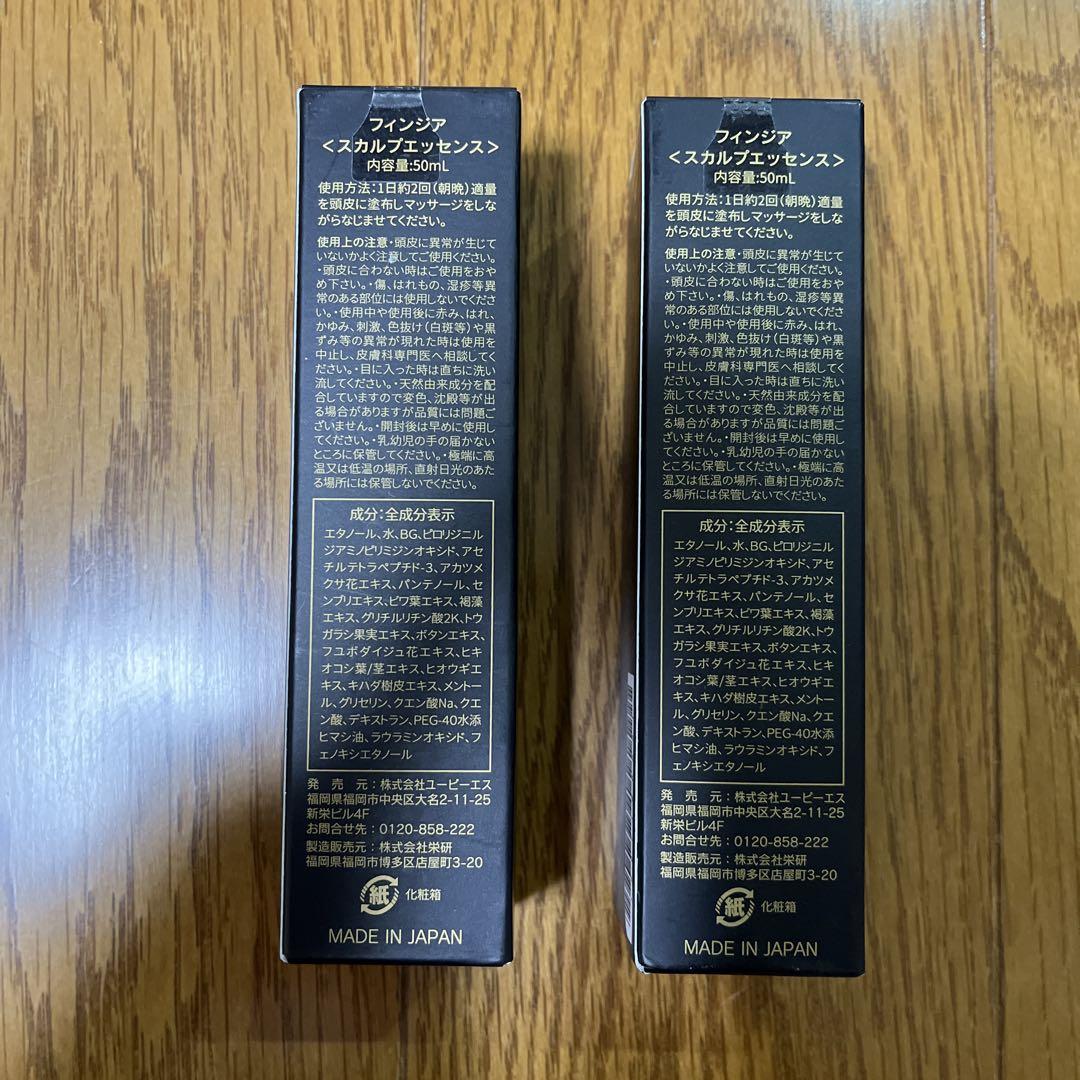 フィンジア
<スカルプエッセンス>
内容量:50mL
使用方法:1日約2回(朝晩)適量
を頭皮に塗布しマッサージをしな
がらなじませてください。
使用上の注意・頭皮に異常が生じて
いないかよく注意してご使用ください。
・頭皮に合わない時はご使用をおや
め下さい。・傷、はれもの、湿疹等異
常のある部位には使用しないでくださ
い。・使用中や使用後に赤み、はれ、
かゆみ、刺激、色抜け(白斑等)や黒
ずみ等の異常が現れた時は使用を
中止し、皮膚科専門医へ相談してく
ださい。・目に入った時は直ちに洗い
流してください。・天然由来成分を配
合していますので変色、沈殿等が出
る場合がありますが品質には問題ご
ざいません。・開封後は早めに使用し
てください。・乳幼児の手の届かない
ところに保管してください。・極端に高
温又は低温の場所、直射日光のあた
る場所には保管しないでください。
成分:全成分表示
エタノール、水、BG、ピロリジニル
ジアミノピリミジンオキシド、アセ
チルテトラペプチド-3、アカツメ
クサ花エキス、パンテノール、セ
ンブリエキス、ビワ葉エキス、褐藻
エキス、グリチルリチン酸2K、トウ
ガラシ果実エキス、ボタンエキス、
フユボダイジュ花エキス、ヒキ
オコシ葉/茎エキス、ヒオウギエ
キス、キハダ樹皮エキス、メントー
ル、グリセリン、クエン酸Na、クエ
ン酸、デキストラン、PEG-40水添
ヒマシ油、ラウラミンオキシド、フ
ェノキシエタノール
発 売 元:株式会社ユーピーエス
福岡県福岡市中央区大名2-11-25
新栄ビル4F
お問合せ先:0120-858-222
製造販売元:株式会社栄研
福岡県福岡市博多区店屋町3-20
紙 化粧箱
MADE IN JAPAN
フィンジア
<スカルプエッセンス>
内容量:50mL
使用方法:1日約2回(朝晩)適量
を頭皮に塗布しマッサージをしな
がらなじませてください。
使用上の注意・頭皮に異常が生じて
いないかよく注意してご使用ください。
・頭皮に合わない時はご使用をおや
め下さい。・傷、はれもの、湿疹等異
常のある部位には使用しないでくださ
い。・使用中や使用後に赤み、はれ、
かゆみ、刺激、色抜け(白斑等)や黒
ずみ等の異常が現れた時は使用を
中止し、皮膚科専門医へ相談してく
ださい。・目に入った時は直ちに洗い
流してください。・天然由来成分を配
合していますので変色、沈殿等が出
る場合がありますが品質には問題ご
ざいません。・開封後は早めに使用し
てください。・乳幼児の手の届かない
ところに保管してください。・極端に高
温又は低温の場所、直射日光のあた
る場所には保管しないでください。
成分:全成分表示
エタノール、水、BG、ピロリジニル
ジアミノピリミジンオキシド、アセ
チルテトラペプチド-3、アカツメ
クサ花エキス、パンテノール、セ
ンブリエキス、ビワ葉エキス、褐藻
エキス、グリチルリチン酸2K、トウ
ガラシ果実エキス、ボタンエキス、
フユボダイジュ花エキス、ヒキ
オコシ葉/茎エキス、ヒオウギエ
キス、キハダ樹皮エキス、メントー
ル、グリセリン、クエン酸Na、クエ
ン酸、デキストラン、PEG-40水添
ヒマシ油、ラウラミンオキシド、フ
ェノキシエタノール
発 売 元:株式会社ユーピーエス
福岡県福岡市中央区大名2-11-25
新栄ビル4F
お問合せ先:0120-858-222
製造販売元:株式会社栄研
福岡県福岡市博多区店屋町3-20
紙 化粧箱
MADE IN JAPAN